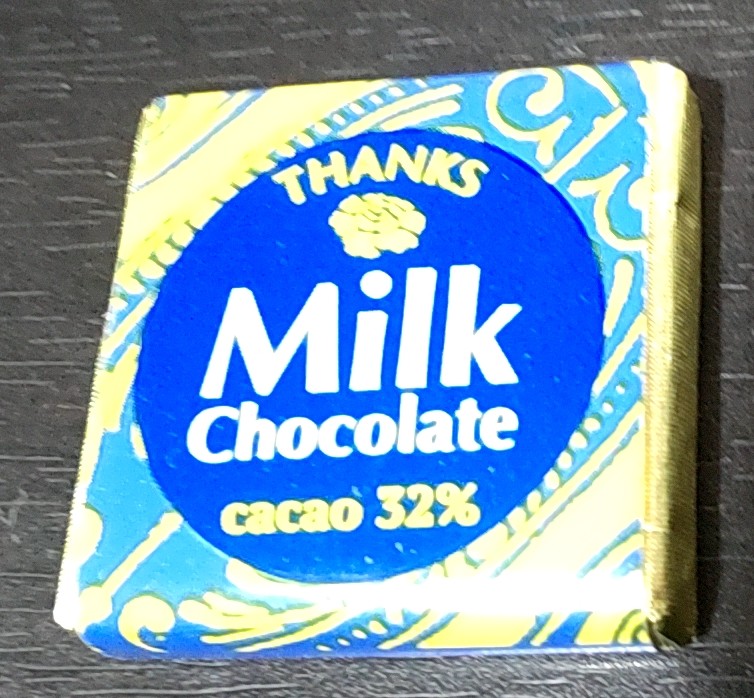 THANKS
Milk
Chocolate
cacao 32%